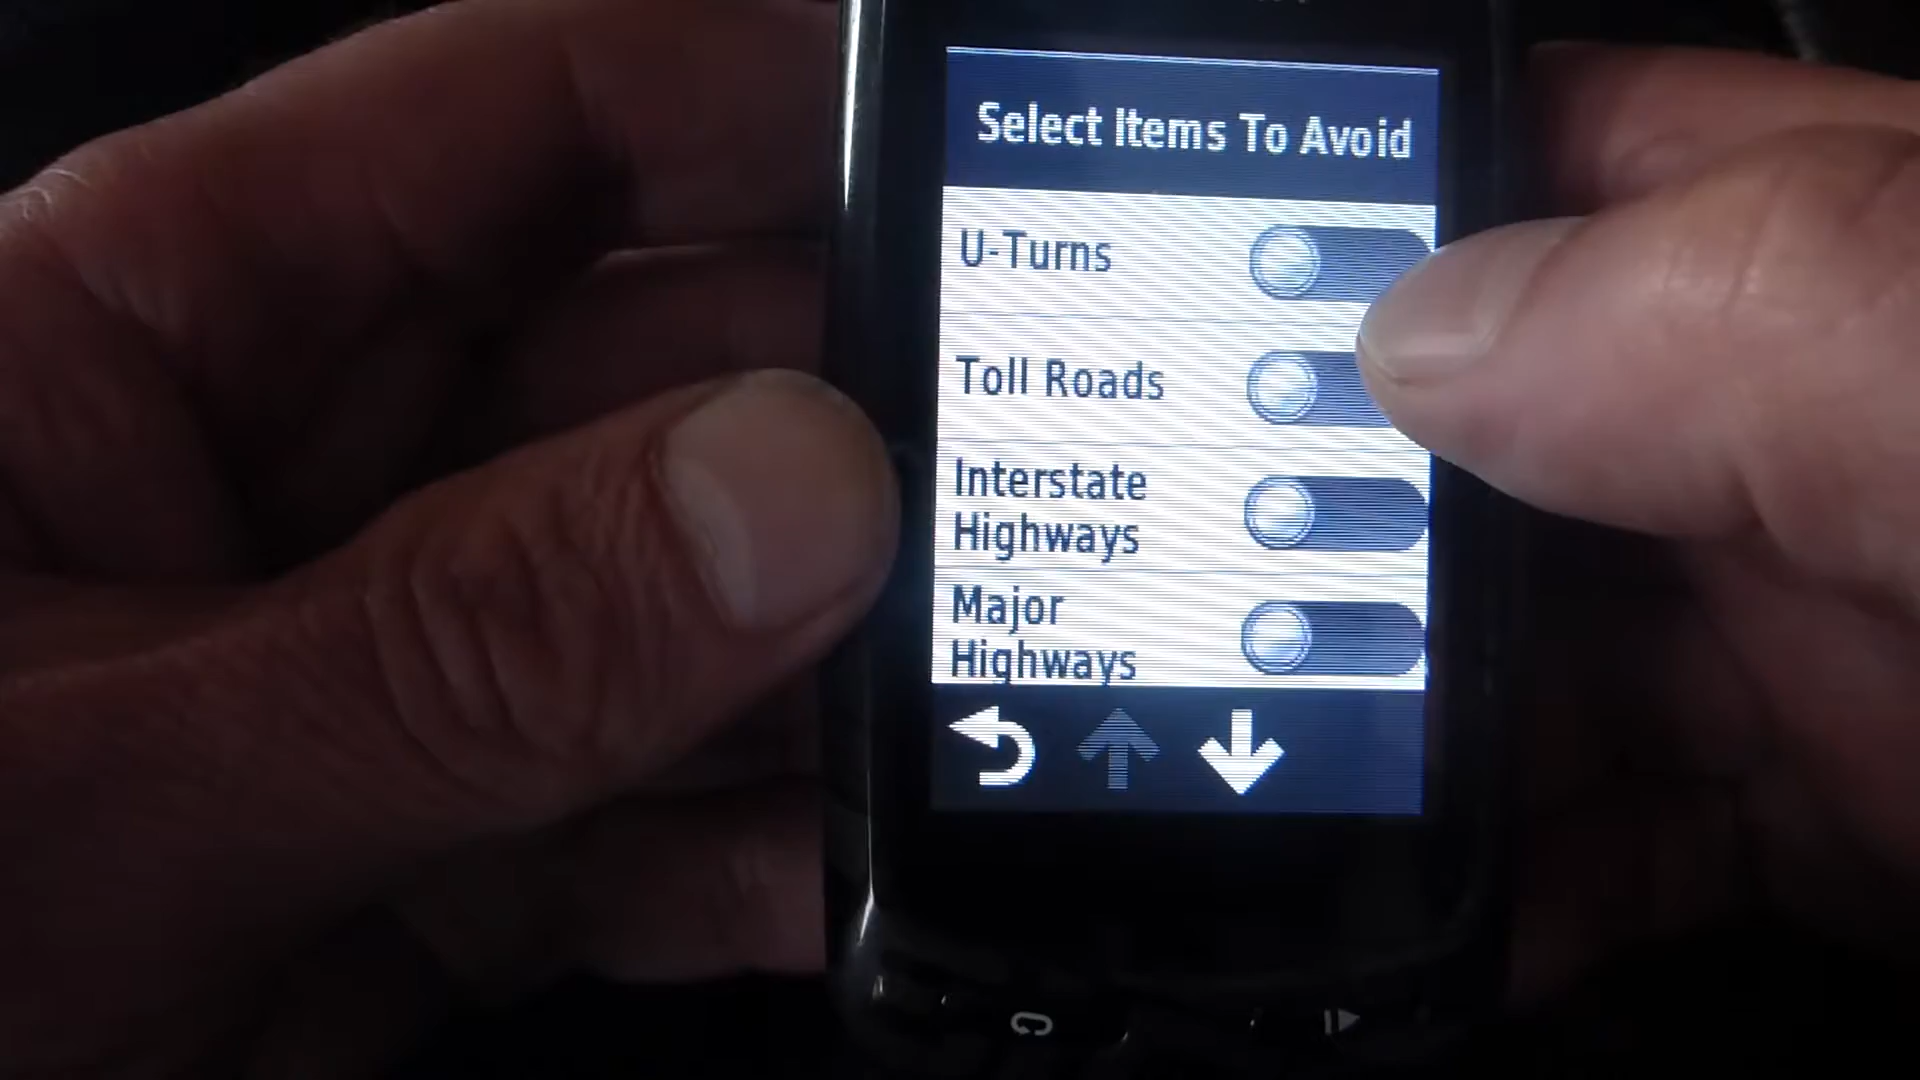 Select Items To Avoid
U-Turns
Toll Roads
Interstate
Highways
Major
Highways